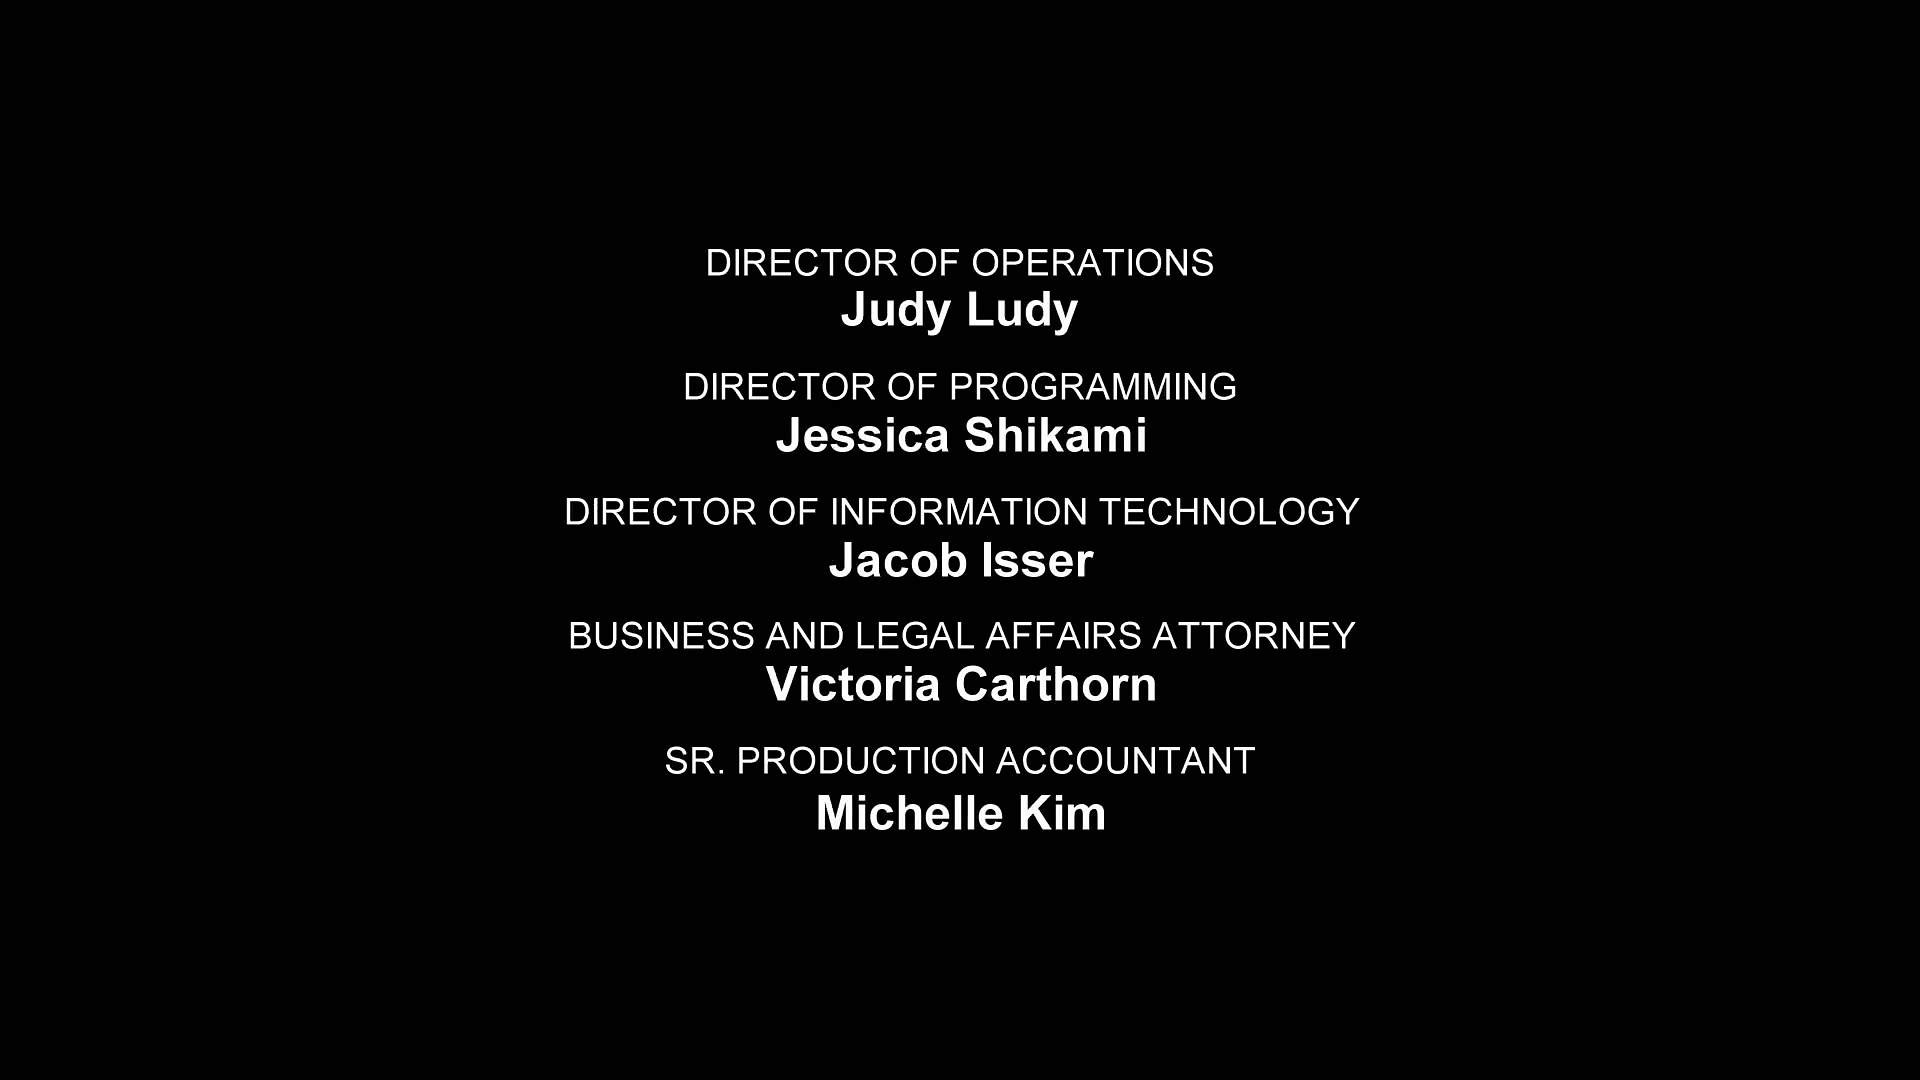 DIRECTOR OF OPERATIONS
Judy Ludy
DIRECTOR OF PROGRAMMING
Jessica Shikami
DIRECTOR OF INFORMATION TECHNOLOGY
Jacob Isser
BUSINESS AND LEGAL AFFAIRS ATTORNEY
Victoria Carthorn
SR. PRODUCTION ACCOUNTANT
Michelle Kim